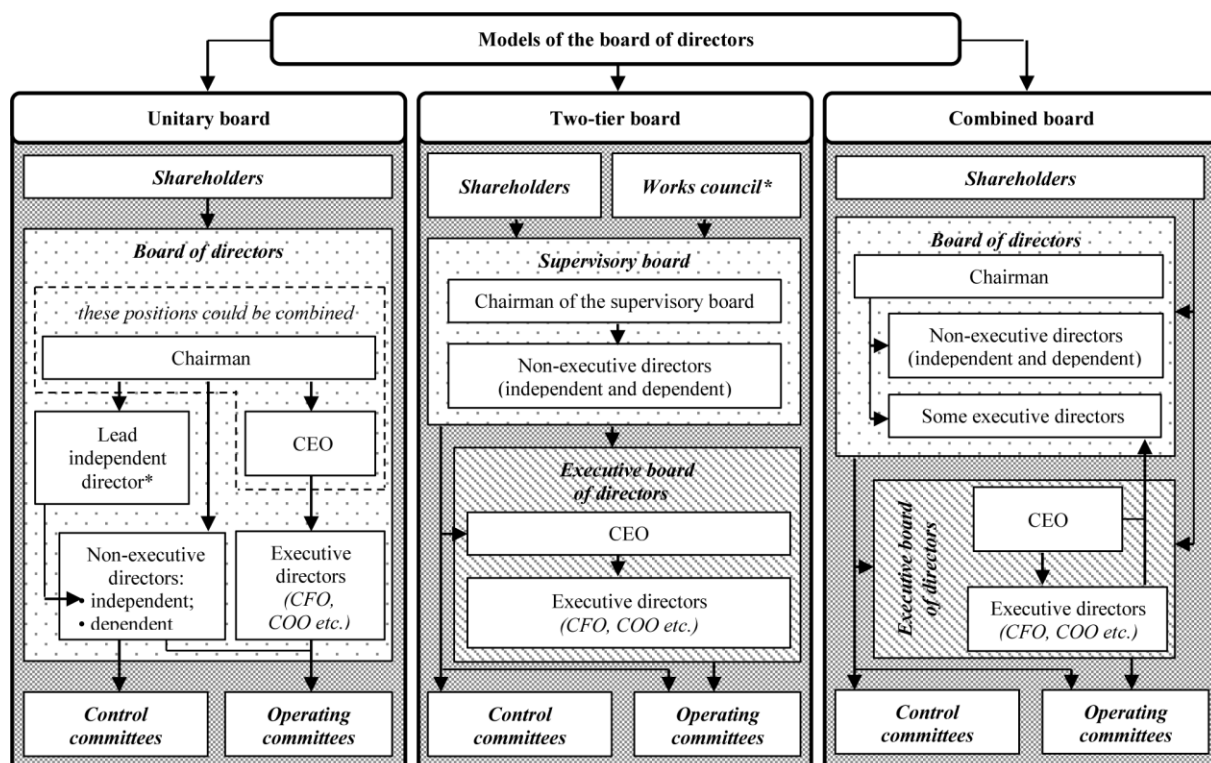 Models of the board of directors
Unitary board
Shareholders
Board of directors
these positions could be combined
Chairman
Lead
independent
director*
CEO
Non-executive
directors:
• independent;
• dependent
Executive
directors
(CFO,
COO etc.)
Control
committees
Operating
committees
Two-tier board
Shareholders
Works council*
Supervisory board
Chairman of the supervisory board
Non-executive directors
(independent and dependent)
Executive board
of directors
CEO
Executive directors
(CFO, COO etc.)
Control
committees
Operating
committees
Combined board
Shareholders
Board of directors
Chairman
Non-executive directors
(independent and dependent)
Some executive directors
Executive board
of directors
CEO
Executive directors
(CFO, COO etc.)
Control
committees
Operating
committees